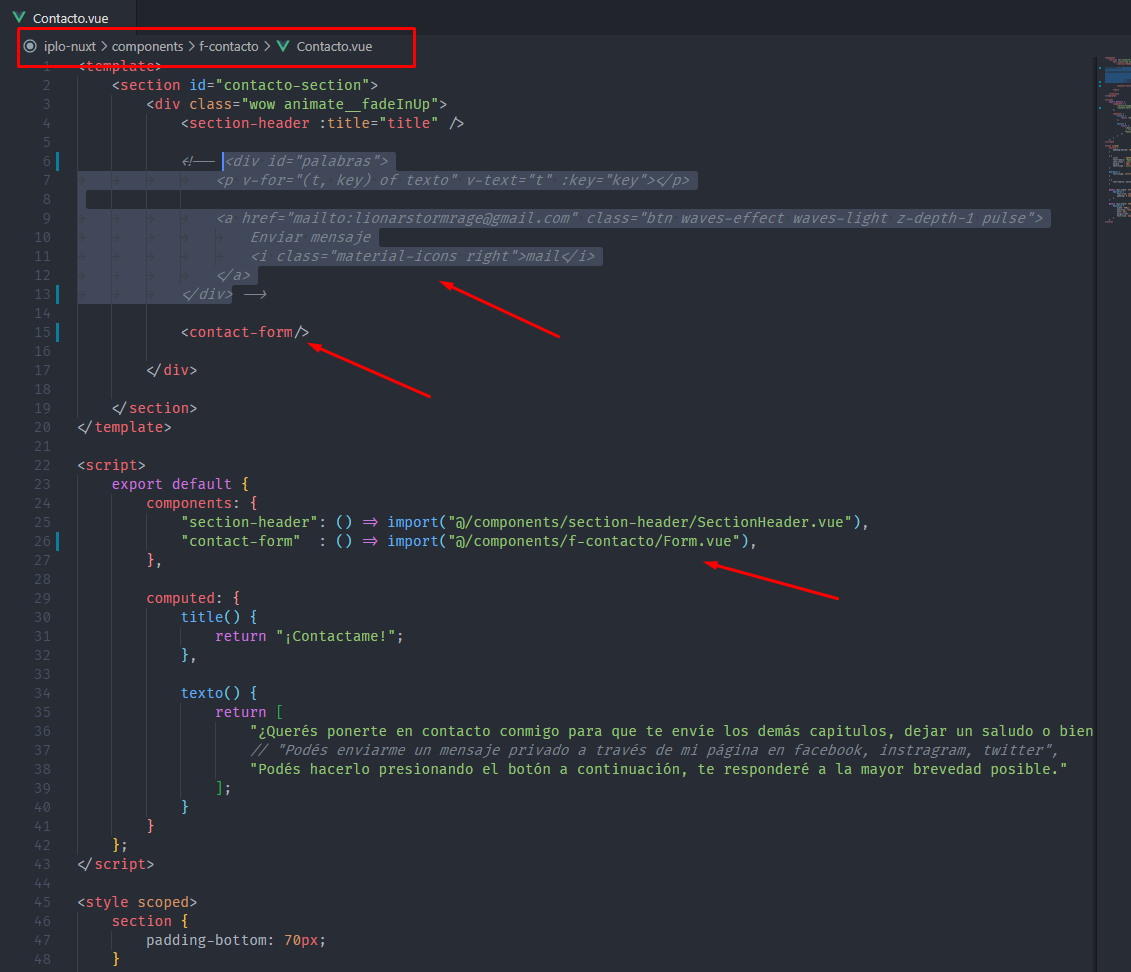 Contacto.vue
iplo-nuxt > components > f-contacto > Contacto.vue
1 <template>
2 <section id="contacto-section">
3 <div class="wow animate__fadeInUp">
4 <section-header :title="title" />
5
6 <!-- <div id="palabras">
7 <p v-for="(t, key) of texto" v-text="t" :key="key"></p>
8
9 <a href="mailto:lionarstormrage@gmail.com" class="btn waves-effect waves-light z-depth-1 pulse">
10 Enviar mensaje
11 <i class="material-icons right">mail</i>
12 </a>
13 </div> -->
14
15 <contact-form/>
16
17 </div>
18
19 </section>
20 </template>
21
22 <script>
23 export default {
24 components: {
25 "section-header": () => import("@/components/section-header/SectionHeader.vue"),
26 "contact-form"  : () => import("@/components/f-contacto/Form.vue"),
27 },
28
29 computed: {
30 title() {
31 return "¡Contactame!";
32 },
33
34 texto() {
35 return [
36 "¿Querés ponerte en contacto conmigo para que te envíe los demás capitulos, dejar un saludo o bien
37 // "Podés enviarme un mensaje privado a través de mi página en facebook, instragram, twitter",
38 "Podés hacerlo presionando el botón a continuación, te responderé a la mayor brevedad posible."
39 ];
40 }
41 }
42 };
43 </script>
44
45 <style scoped>
46 section {
47 padding-bottom: 70px;
48 }